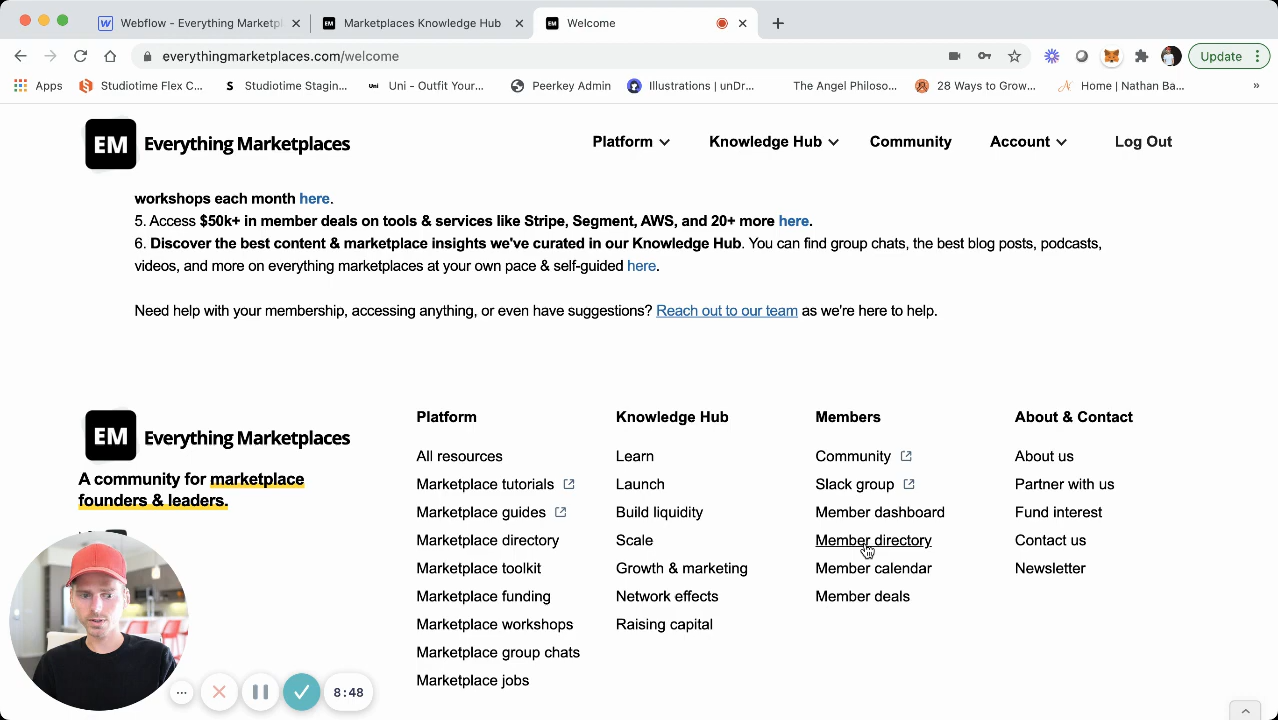 Webflow - Everything Marketpl
Marketplaces Knowledge Hub
EM
Welcome
everythingmarketplaces.com/welcome
Update
Apps
Studiotime Flex C...
S
Studiotime Stagin...
Uni
Uni - Outfit Your...
Peerkey Admin
Illustrations | unDr...
The Angel Philoso...
28 Ways to Grow...
Home | Nathan Ba...
»
EM Everything Marketplaces
Platform
Knowledge Hub
Community
Account
Log Out
workshops each month here.
5. Access $50k+ in member deals on tools & services like Stripe, Segment, AWS, and 20+ more here.
6. Discover the best content & marketplace insights we've curated in our Knowledge Hub. You can find group chats, the best blog posts, podcasts,
videos, and more on everything marketplaces at your own pace & self-guided here.
Need help with your membership, accessing anything, or even have suggestions? Reach out to our team as we're here to help.
EM Everything Marketplaces
A community for marketplace
founders & leaders.
Platform
All resources
Marketplace tutorials
Marketplace guides
Marketplace directory
Marketplace toolkit
Marketplace funding
Marketplace workshops
Marketplace group chats
Marketplace jobs
Knowledge Hub
Learn
Launch
Build liquidity
Scale
Growth & marketing
Network effects
Raising capital
Members
Community
Slack group
Member dashboard
Member directory
Member calendar
Member deals
About & Contact
About us
Partner with us
Fund interest
Contact us
Newsletter
8:48